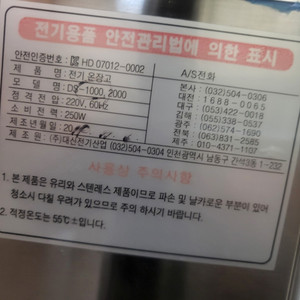 전기용품 안전관리법에 의한 표시
안전인증번호 : HD 07012-0002
제 품 명 : 전기 온장고
모 델 명 : DS-1000, 2000
정 격 전 압 : 220V, 60Hz
소 비 전 력 : 250W
제조년월일 : 20
제 조 원 : (주)대신전기산업 (032)504-0304 인천광역시 남동구 간석3동 1-232
A/S전화
본사 : (032)504-0306
대전 : 1688-0065
대구 : (053)422-0018
김해 : (055)338-0537
광주 : (062)574-1690
전북 : (063)831-2585
제주 : 010-4371-1107
사용상 주의사항
1. 본 제품은 유리와 스텐레스 제품이므로 파손 및 날카로운 부분이 있어
청소시 다칠 우려가 있으므로 주의 하시기 바랍니다.
2. 적정온도는 55℃±입니다.